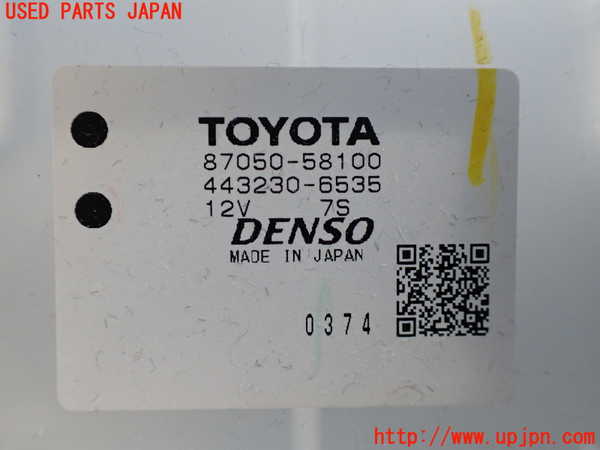 USED PARTS JAPAN
TOYOTA
87050-58100
443230-6535
12V 7S
DENSO
MADE IN JAPAN
0374
http://www.upjpn.com/